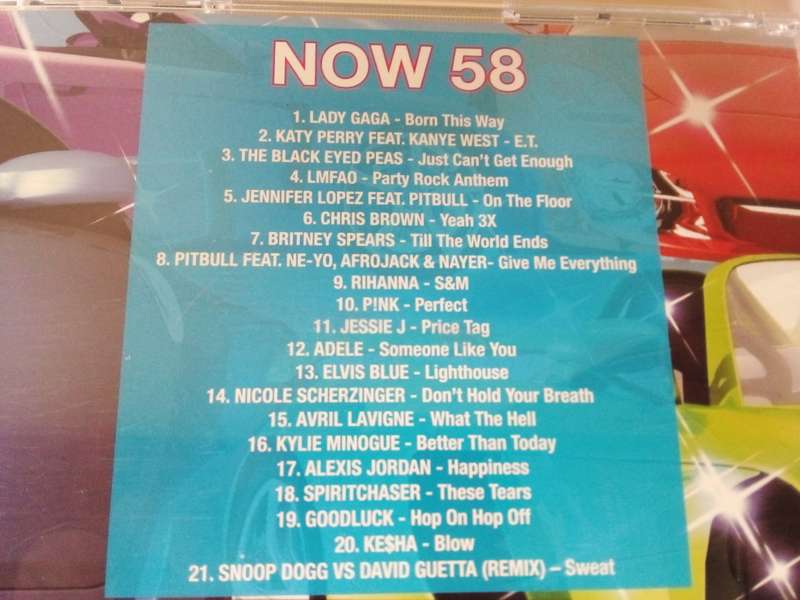 NOW 58
1. LADY GAGA - Born This Way
2. KATY PERRY FEAT. KANYE WEST - E.T.
3. THE BLACK EYED PEAS - Just Can't Get Enough
4. LMFAO - Party Rock Anthem
5. JENNIFER LOPEZ FEAT. PITBULL - On The Floor
6. CHRIS BROWN - Yeah 3X
7. BRITNEY SPEARS - Till The World Ends
8. PITBULL FEAT. NE-YO, AFROJACK & NAYER- Give Me Everything
9. RIHANNA - S&M
10. P!NK - Perfect
11. JESSIE J - Price Tag
12. ADELE - Someone Like You
13. ELVIS BLUE - Lighthouse
14. NICOLE SCHERZINGER - Don't Hold Your Breath
15. AVRIL LAVIGNE - What The Hell
16. KYLIE MINOGUE - Better Than Today
17. ALEXIS JORDAN - Happiness
18. SPIRITCHASER - These Tears
19. GOODLUCK - Hop On Hop Off
20. KE$HA - Blow
21. SNOOP DOGG VS DAVID GUETTA (REMIX) – Sweat